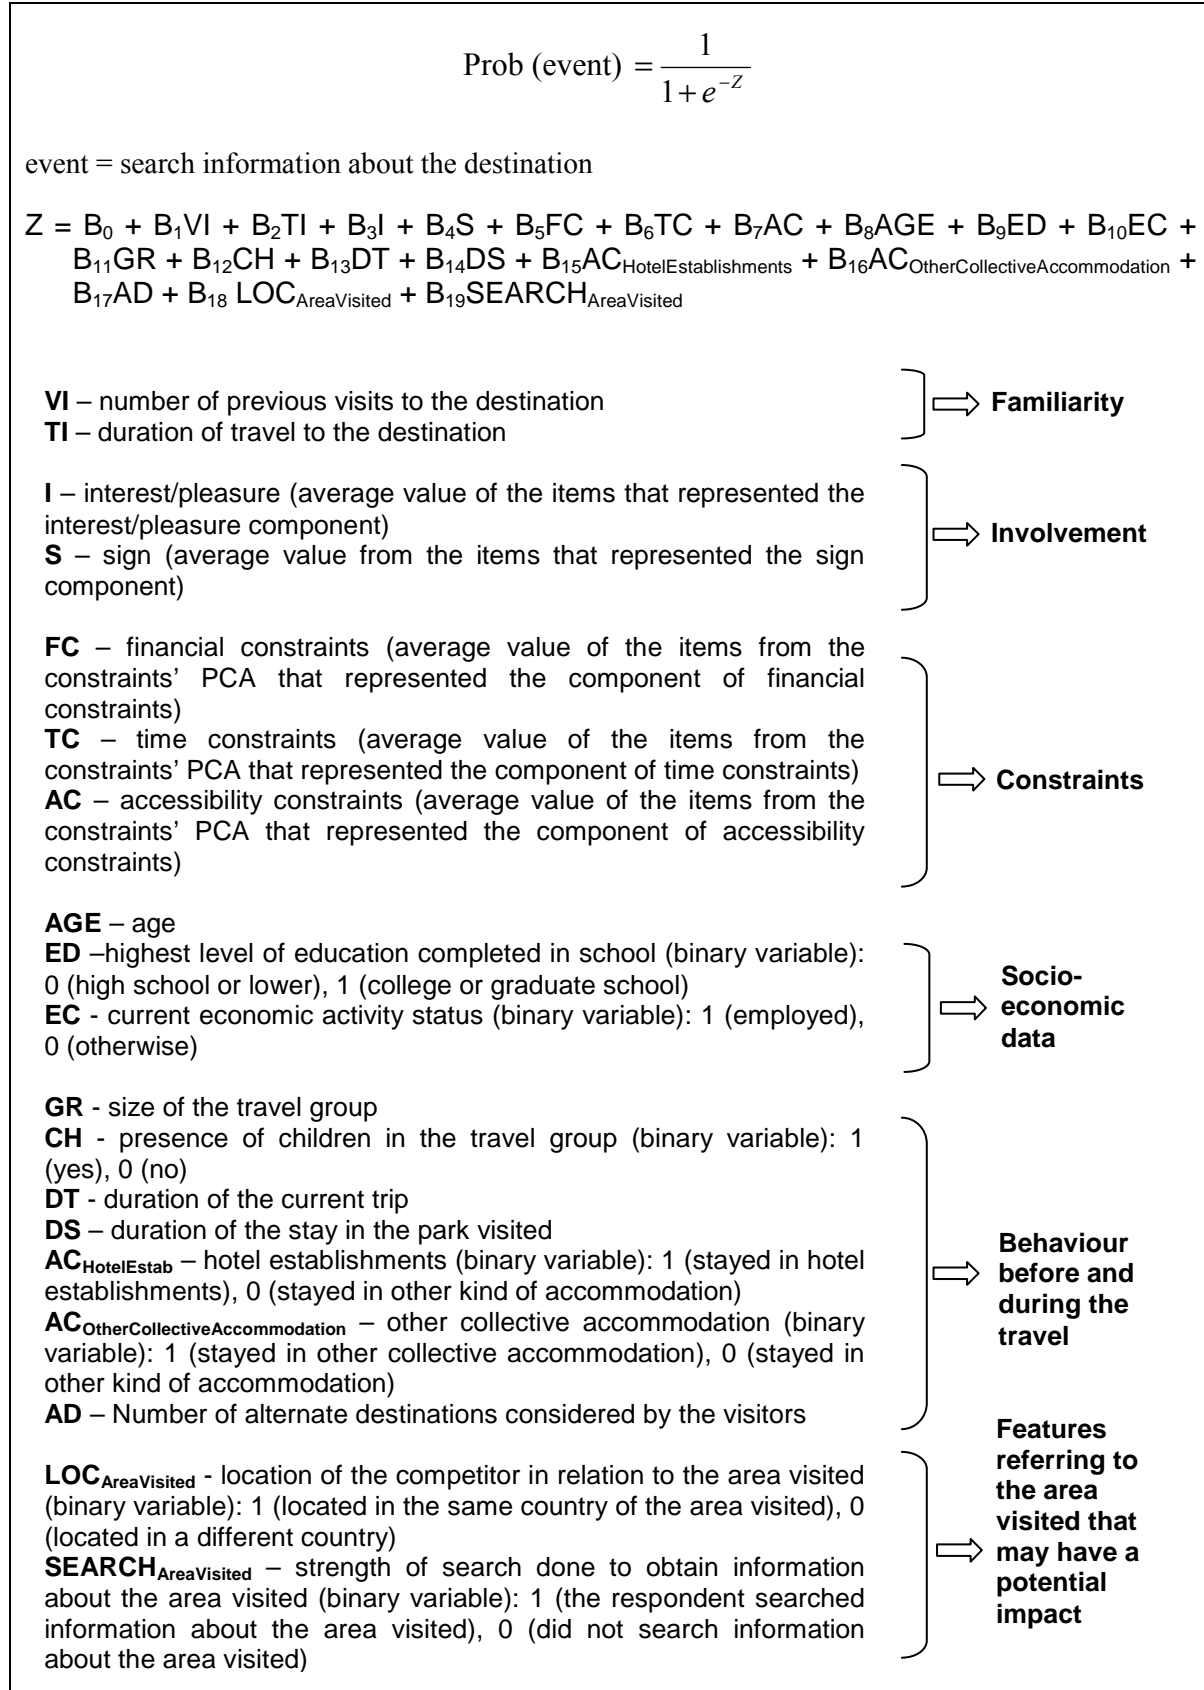 Prob (event) = 1 / (1 + e^{-Z})
event = search information about the destination
Z = B₀ + B₁VI + B₂TI + B₃I + B₄S + B₅FC + B₆TC + B₇AC + B₈AGE + B₉ED + B₁₀EC +
B₁₁GR + B₁₂CH + B₁₃DT + B₁₄DS + B₁₅AC_HotelEstablishments + B₁₆AC_OtherCollectiveAccommodation +
B₁₇AD + B₁₈ LOC_AreaVisited + B₁₉SEARCH_AreaVisited
VI – number of previous visits to the destination
TI – duration of travel to the destination
Familiarity
I – interest/pleasure (average value of the items that represented the
interest/pleasure component)
S – sign (average value from the items that represented the sign
component)
Involvement
FC – financial constraints (average value of the items from the
constraints' PCA that represented the component of financial
constraints)
TC – time constraints (average value of the items from the
constraints' PCA that represented the component of time constraints)
AC – accessibility constraints (average value of the items from the
constraints' PCA that represented the component of accessibility
constraints)
Constraints
AGE – age
ED –highest level of education completed in school (binary variable):
0 (high school or lower), 1 (college or graduate school)
EC - current economic activity status (binary variable): 1 (employed),
0 (otherwise)
Socio-
economic
data
GR - size of the travel group
CH - presence of children in the travel group (binary variable): 1
(yes), 0 (no)
DT - duration of the current trip
DS – duration of the stay in the park visited
AC_HotelEstab – hotel establishments (binary variable): 1 (stayed in hotel
establishments), 0 (stayed in other kind of accommodation)
AC_OtherCollectiveAccommodation – other collective accommodation (binary
variable): 1 (stayed in other collective accommodation), 0 (stayed in
other kind of accommodation)
AD – Number of alternate destinations considered by the visitors
Behaviour
before and
during the
travel
LOC_AreaVisited - location of the competitor in relation to the area visited
(binary variable): 1 (located in the same country of the area visited), 0
(located in a different country)
SEARCH_AreaVisited – strength of search done to obtain information
about the area visited (binary variable): 1 (the respondent searched
information about the area visited), 0 (did not search information
about the area visited)
Features
referring to
the area
visited that
may have a
potential
impact